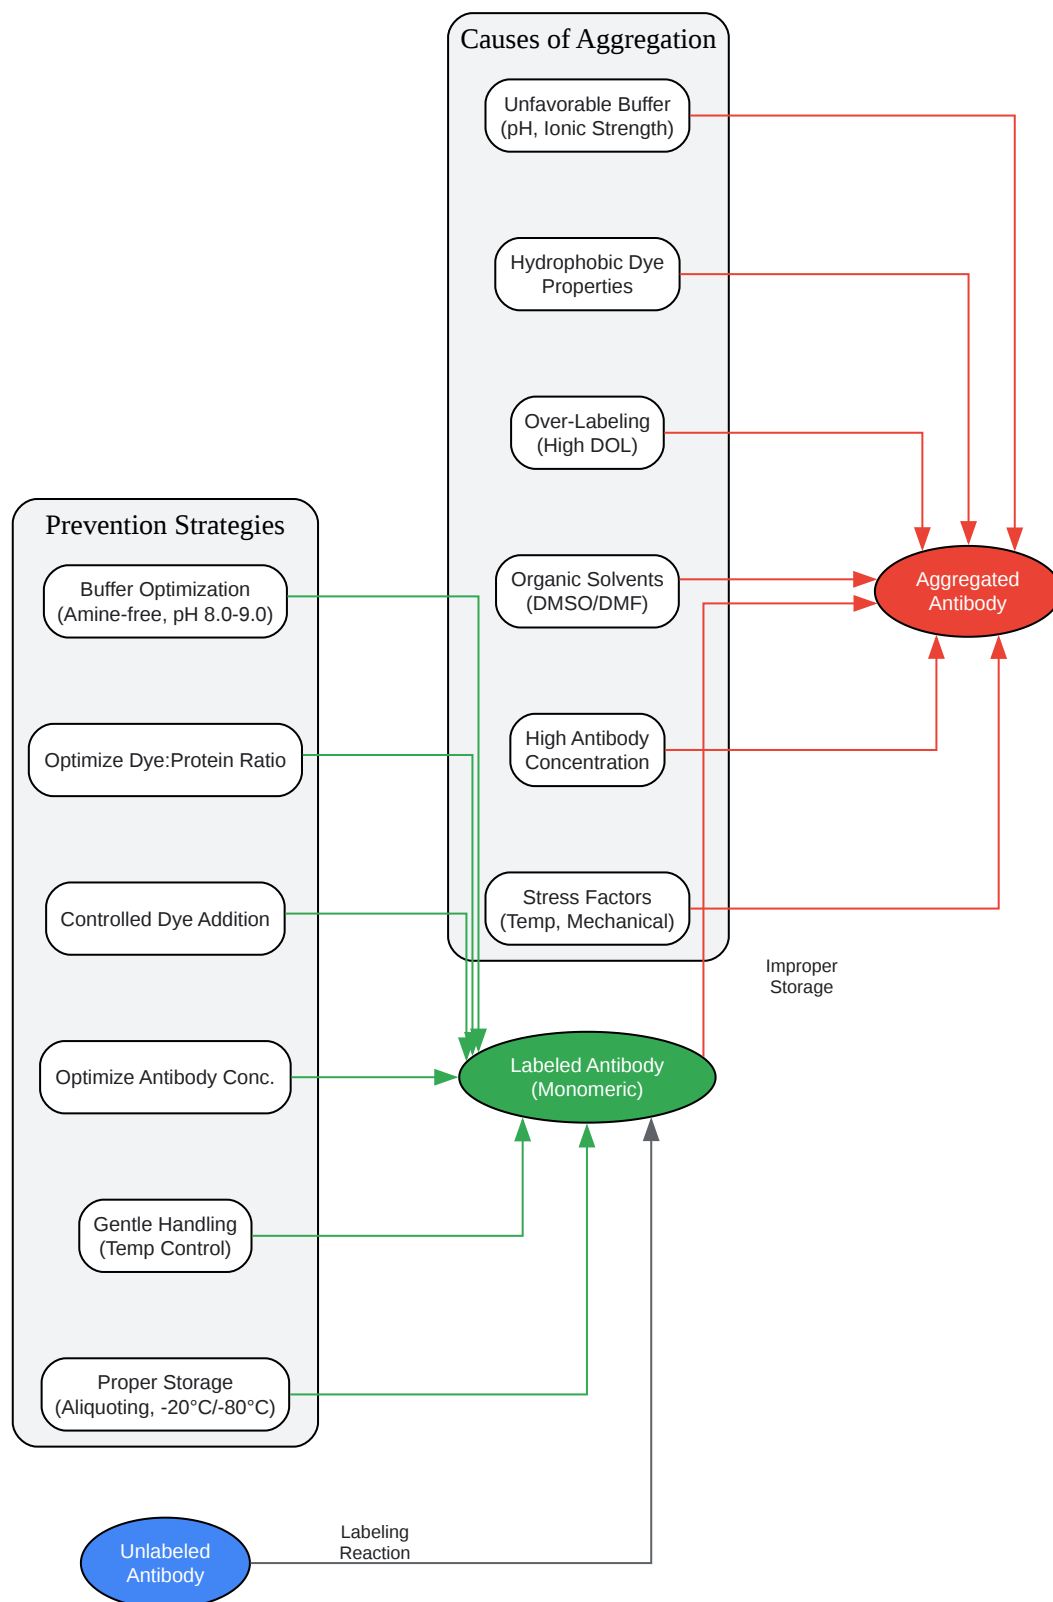 Causes of Aggregation
Unfavorable Buffer
(pH, Ionic Strength)
Hydrophobic Dye
Properties
Over-Labeling
(High DOL)
Organic Solvents
(DMSO/DMF)
High Antibody
Concentration
Stress Factors
(Temp, Mechanical)
Aggregated
Antibody
Improper
Storage
Prevention Strategies
Buffer Optimization
(Amine-free, pH 8.0-9.0)
Optimize Dye:Protein Ratio
Controlled Dye Addition
Optimize Antibody Conc.
Gentle Handling
(Temp Control)
Proper Storage
(Aliquoting, -20°C/-80°C)
Labeled Antibody
(Monomeric)
Labeling
Reaction
Unlabeled
Antibody